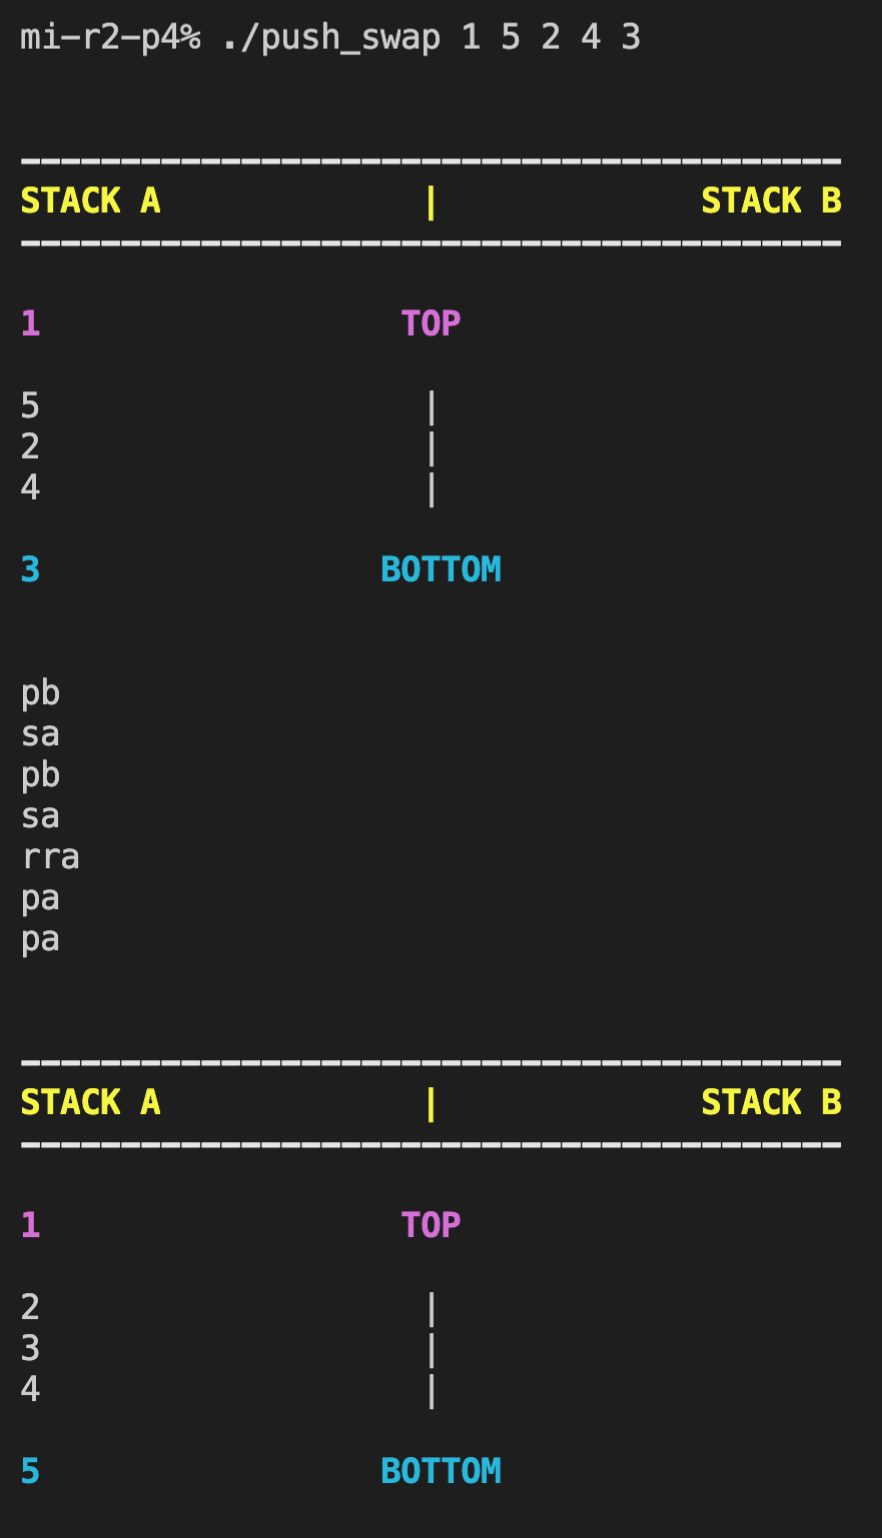 mi-r2-p4% ./push_swap 1 5 2 4 3
-----------------------------------------
STACK A | STACK B
-----------------------------------------
1 TOP
5 |
2 |
4 |
3 BOTTOM
pb
sa
pb
sa
rra
pa
pa
-----------------------------------------
STACK A | STACK B
-----------------------------------------
1 TOP
2 |
3 |
4 |
5 BOTTOM